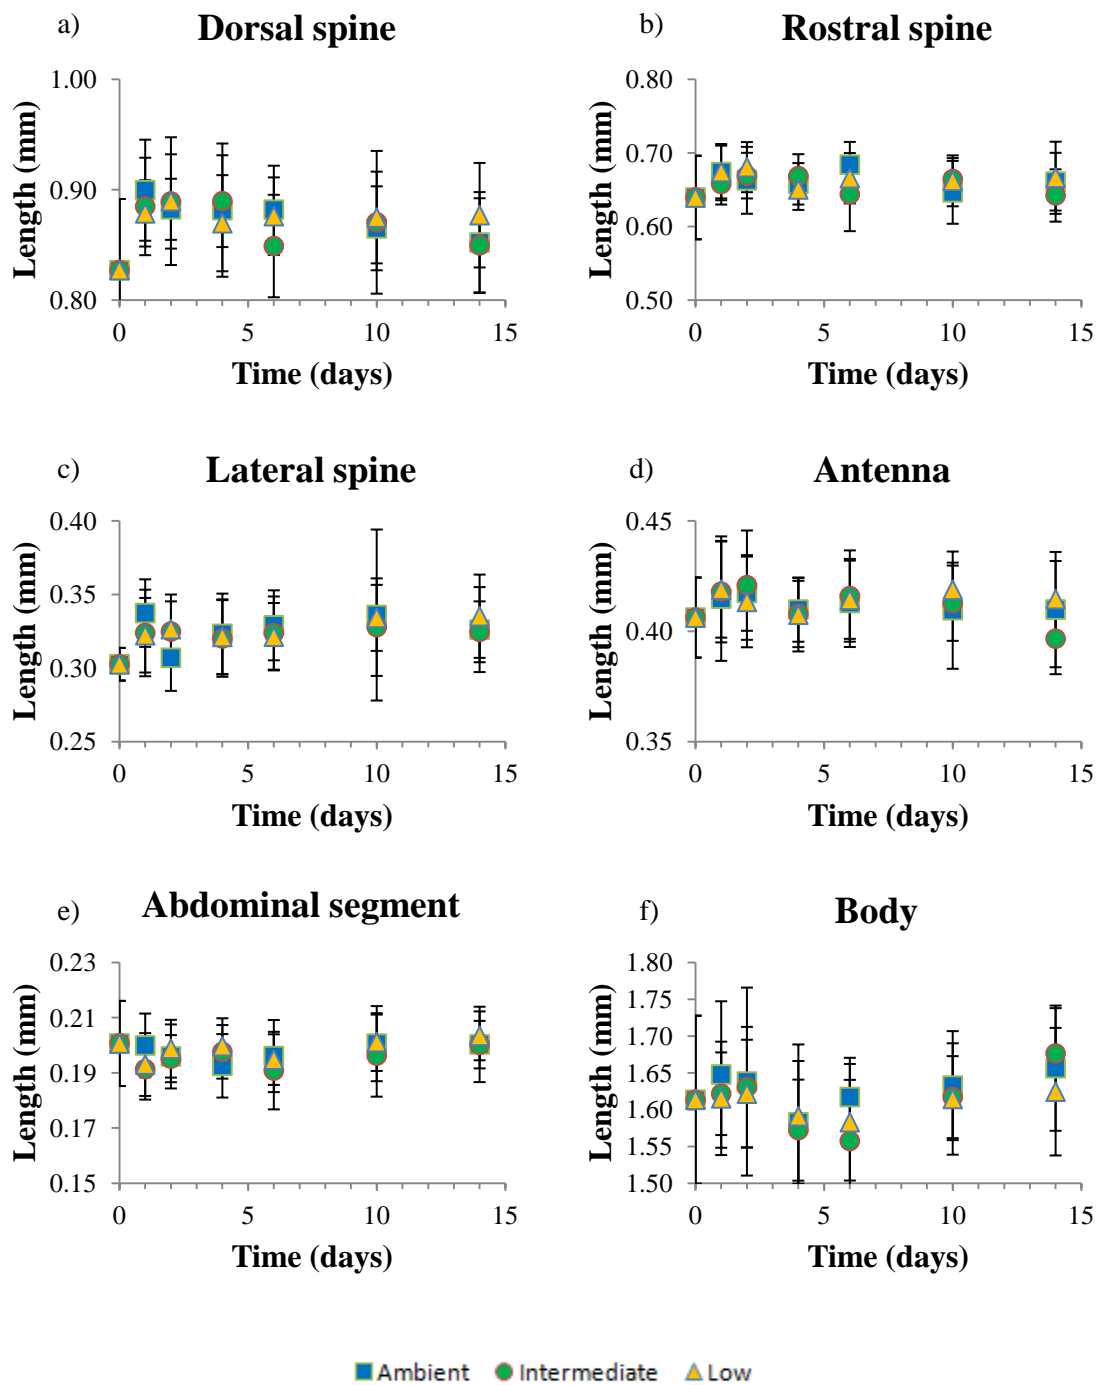 a) Dorsal spine
b) Rostral spine
1.00
0.90
0.80
Length (mm)
0 5 10 15
Time (days)
0.80
0.70
0.60
0.50
Length (mm)
0 5 10 15
Time (days)
c) Lateral spine
d) Antenna
0.40
0.35
0.30
0.25
Length (mm)
0 5 10 15
Time (days)
0.45
0.40
0.35
Length (mm)
0 5 10 15
Time (days)
e) Abdominal segment
f) Body
0.23
0.21
0.19
0.17
0.15
Length (mm)
0 5 10 15
Time (days)
1.80
1.75
1.70
1.65
1.60
1.55
1.50
Length (mm)
0 5 10 15
Time (days)
Ambient Intermediate Low